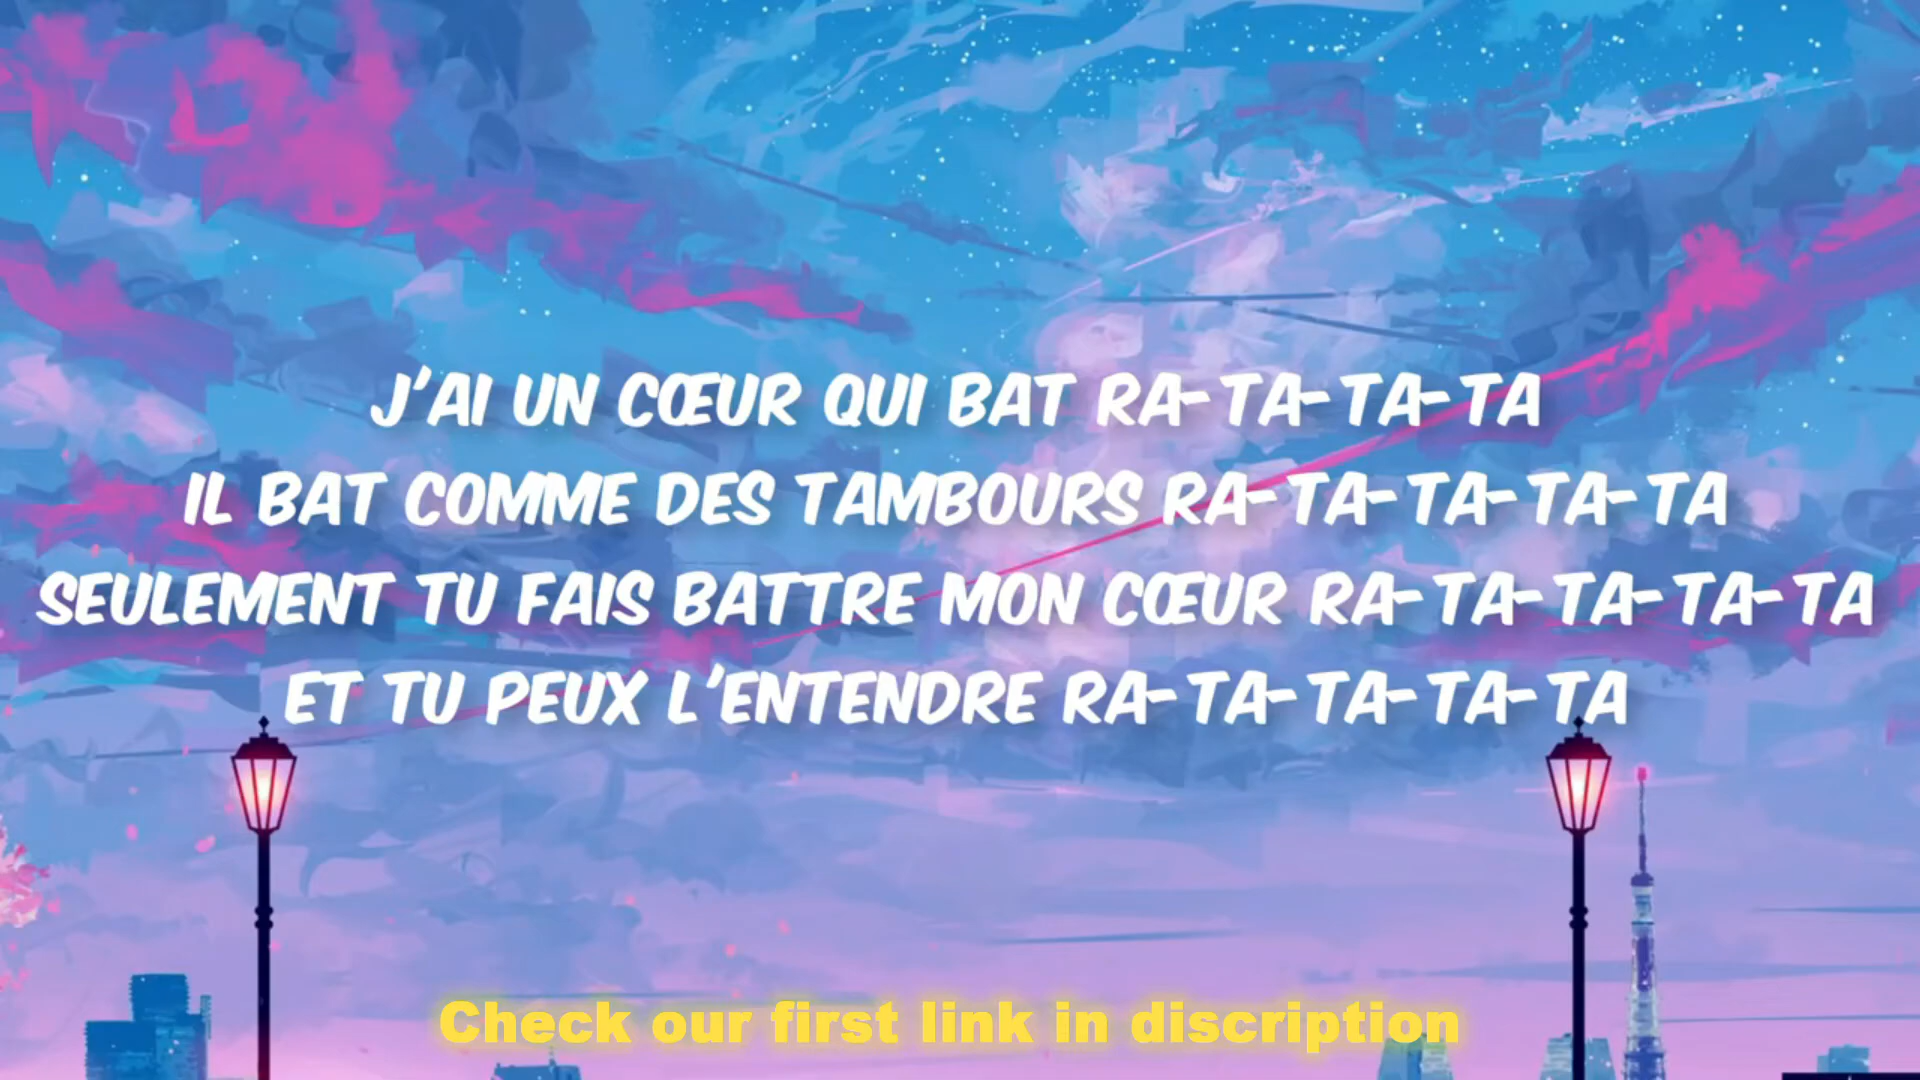 J'AI UN CŒUR QUI BAT RA-TA-TA-TA
IL BAT COMME DES TAMBOURS RA-TA-TA-TA-TA
SEULEMENT TU FAIS BATTRE MON CŒUR RA-TA-TA-TA-TA
ET TU PEUX L'ENTENDRE RA-TA-TA-TA-TA
Check our first link in discription